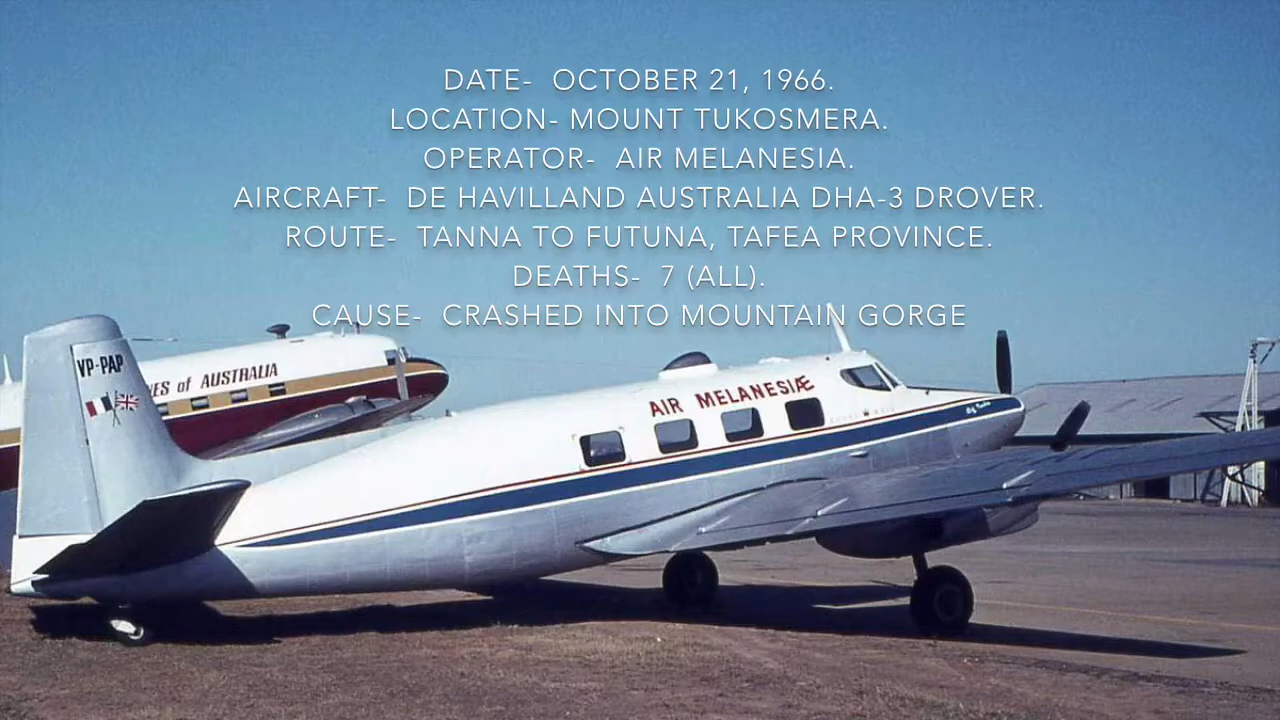 DATE- OCTOBER 21, 1966.
LOCATION- MOUNT TUKOSMERA.
OPERATOR- AIR MELANESIA.
AIRCRAFT- DE HAVILLAND AUSTRALIA DHA-3 DROVER.
ROUTE- TANNA TO FUTUNA, TAFEA PROVINCE.
DEATHS- 7 (ALL).
CAUSE- CRASHED INTO MOUNTAIN GORGE
VP-PAP
ES of AUSTRALIA
AIR MELANESIÆ